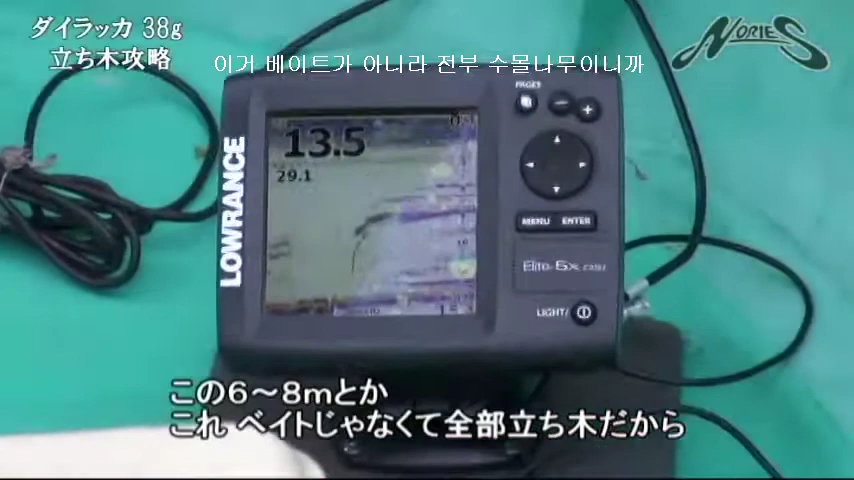 ダイラッカ 38g
立ち木攻略
이거 베이트가 아니라 전부 수몰나무이니까
NORIES
PAGES
13.5
29.1
LOWRANCE
MENU ENTER
Elite-5x
LIGHT/
この6～8mとか
これ ベイトじゃなくて全部立ち木だから